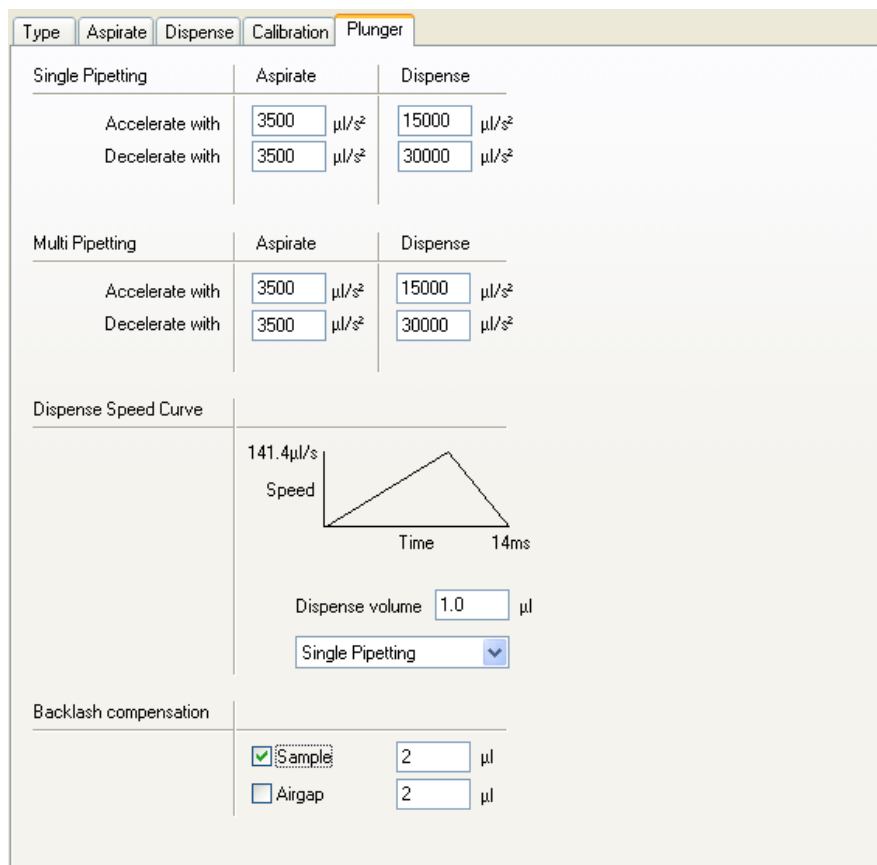 Type Aspirate Dispense Calibration Plunger
Single Pipetting Aspirate Dispense
Accelerate with 3500 µl/s² 15000 µl/s²
Decelerate with 3500 µl/s² 30000 µl/s²
Multi Pipetting Aspirate Dispense
Accelerate with 3500 µl/s² 15000 µl/s²
Decelerate with 3500 µl/s² 30000 µl/s²
Dispense Speed Curve
141.4µl/s
Speed
Time 14ms
Dispense volume 1.0 µl
Single Pipetting
Backlash compensation
Sample 2 µl
Airgap 2 µl